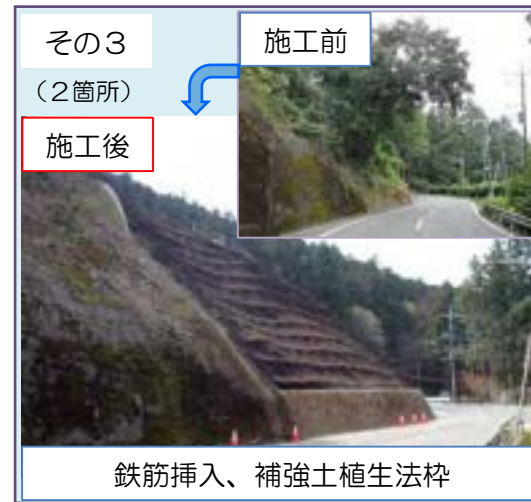 その３
（２箇所）
施工前
施工後
鉄筋挿入、補強土植生法枠